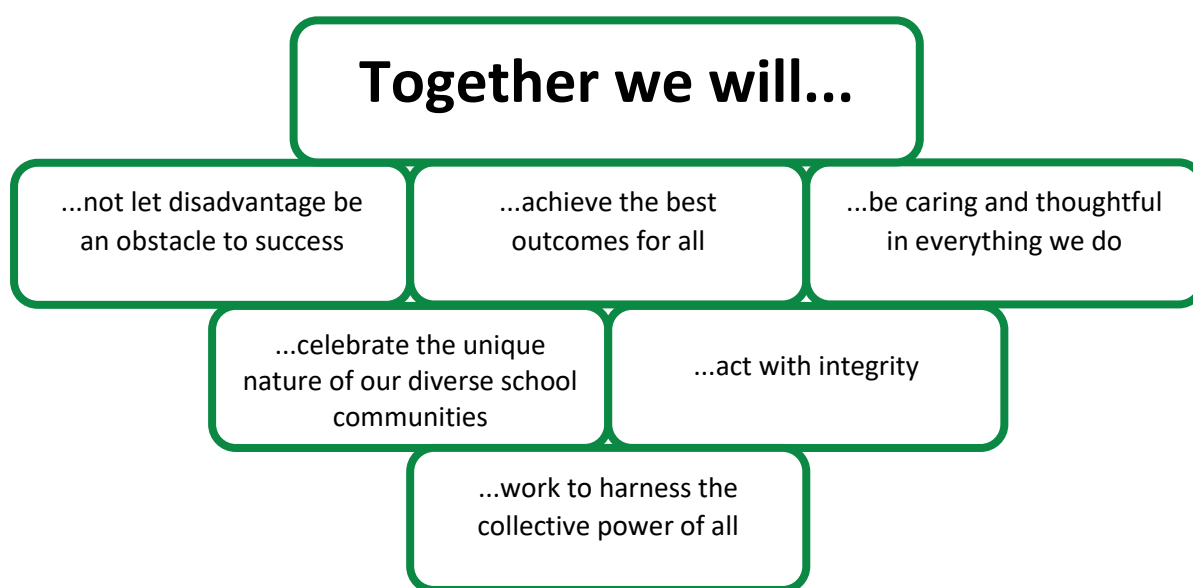 Together we will...
...not let disadvantage be
an obstacle to success
...achieve the best
outcomes for all
...be caring and thoughtful
in everything we do
...celebrate the unique
nature of our diverse school
communities
...act with integrity
...work to harness the
collective power of all